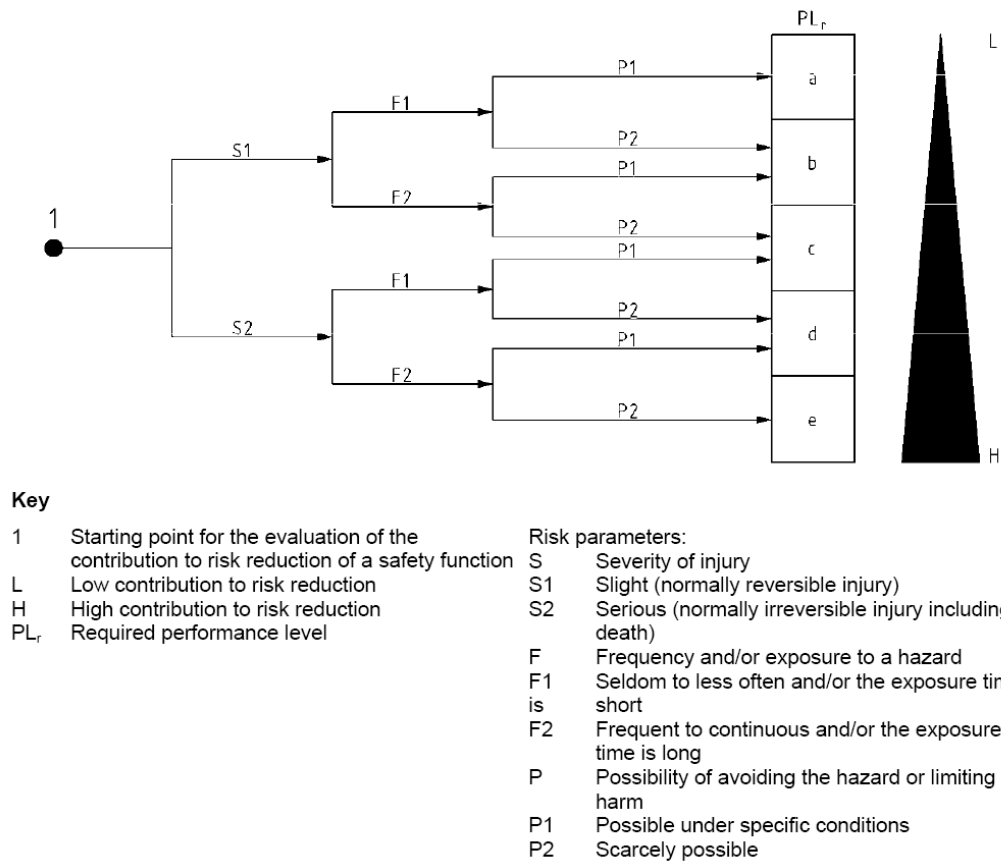 PLr
L
P1
a
F1
P2
S1
b
P1
F2
1
P2
c
P1
F1
P2
S2
d
P1
F2
P2
e
H
Key
1 Starting point for the evaluation of the
contribution to risk reduction of a safety function
L Low contribution to risk reduction
H High contribution to risk reduction
PLr Required performance level
Risk parameters:
S Severity of injury
S1 Slight (normally reversible injury)
S2 Serious (normally irreversible injury including
death)
F Frequency and/or exposure to a hazard
F1 Seldom to less often and/or the exposure
is short
F2 Frequent to continuous and/or the exposure
time is long
P Possibility of avoiding the hazard or limiting
harm
P1 Possible under specific conditions
P2 Scarcely possible